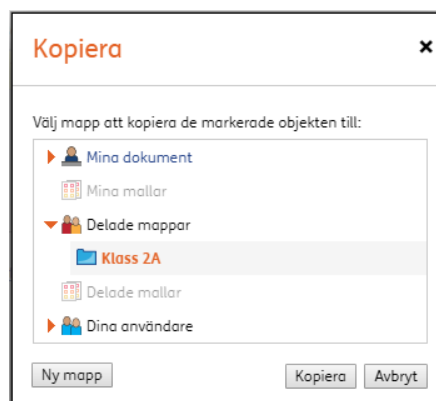 Kopiera
Välj mapp att kopiera de markerade objekten till:
Mina dokument
Mina mallar
Delade mappar
Klass 2A
Delade mallar
Dina användare
Ny mapp
Kopiera
Avbryt